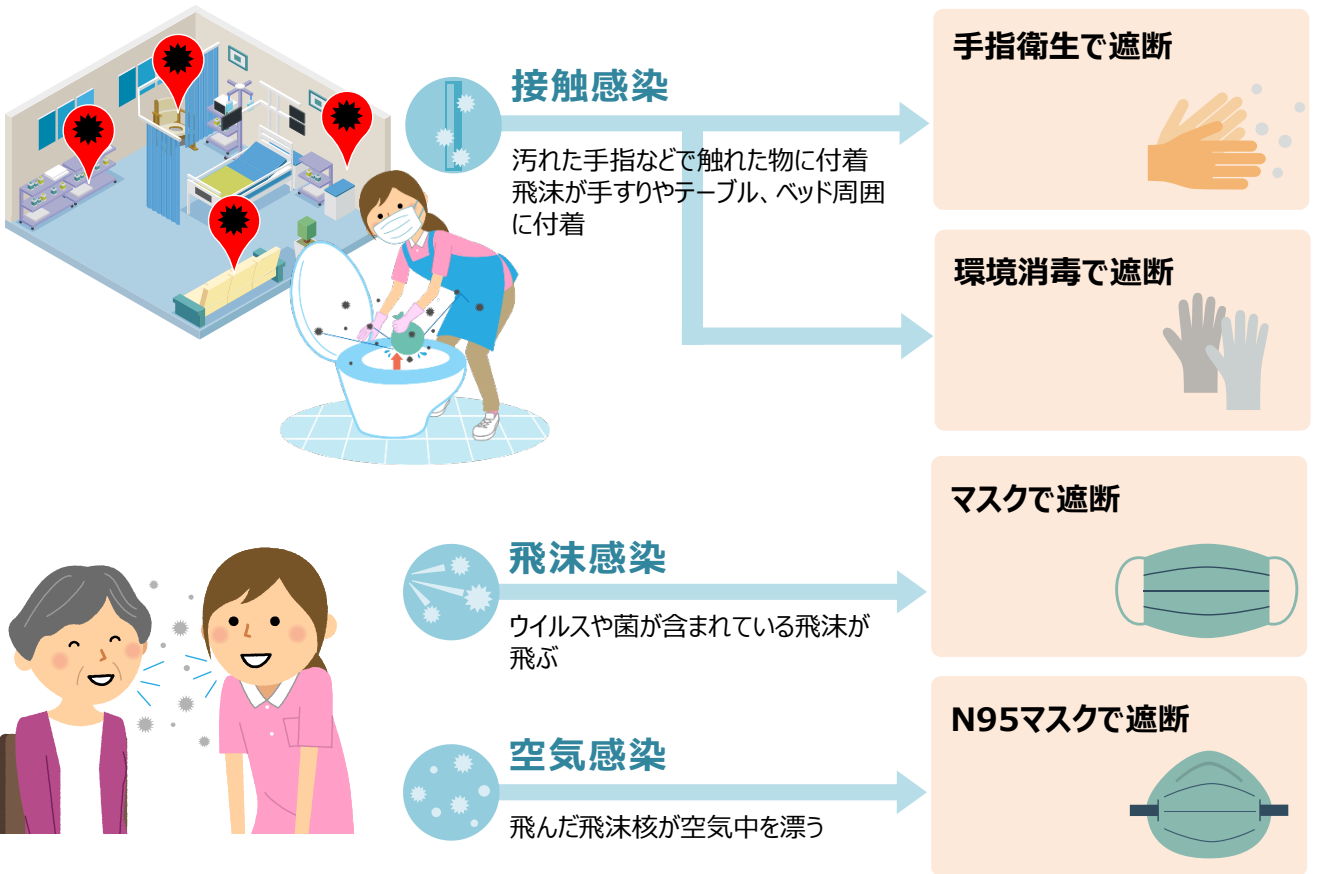 接触感染
汚れた手指などで触れた物に付着
飛沫が手すりやテーブル、ベッド周囲
に付着
手指衛生で遮断
環境消毒で遮断
飛沫感染
ウイルスや菌が含まれている飛沫が
飛ぶ
マスクで遮断
空気感染
飛んだ飛沫核が空気中を漂う
N95マスクで遮断